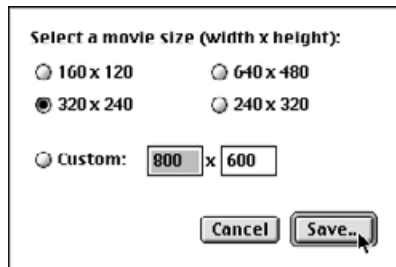 Select a movie size (width x height):
160 x 120 640 x 480
320 x 240 240 x 320
Custom: 800 x 600
Cancel Save...